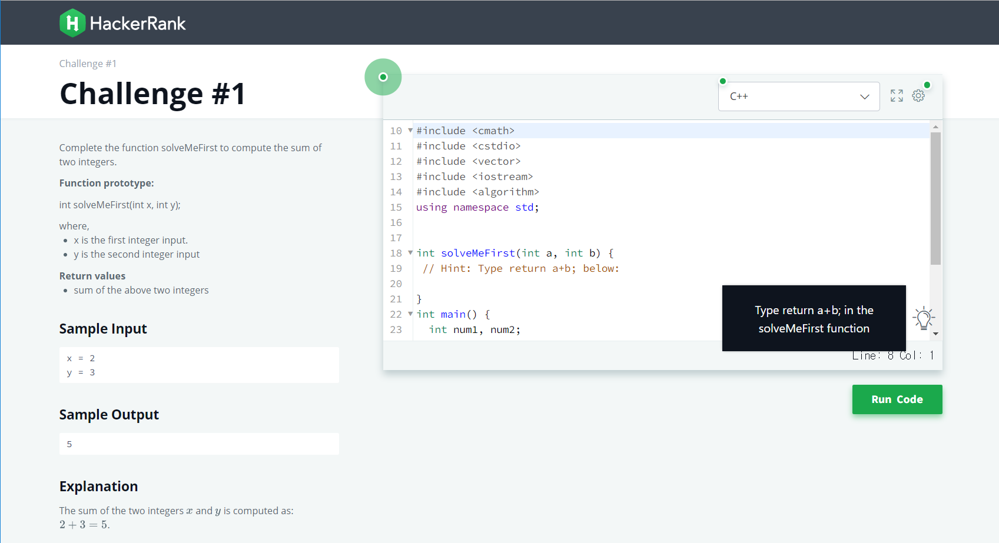 HackerRank
Challenge #1
Challenge #1
C++
Complete the function solveMeFirst to compute the sum of
two integers.
Function prototype:
int solveMeFirst(int x, int y);
where,
• x is the first integer input.
• y is the second integer input
Return values
• sum of the above two integers
Sample Input
x = 2
y = 3
Sample Output
5
Explanation
The sum of the two integers x and y is computed as:
2 + 3 = 5.
10 #include <cmath>
11 #include <cstdio>
12 #include <vector>
13 #include <iostream>
14 #include <algorithm>
15 using namespace std;
16
17
18 int solveMeFirst(int a, int b) {
19 // Hint: Type return a+b; below:
20
21 }
22 int main() {
23 int num1, num2;
Type return a+b; in the
solveMeFirst function
Line: 8 Col: 1
Run Code